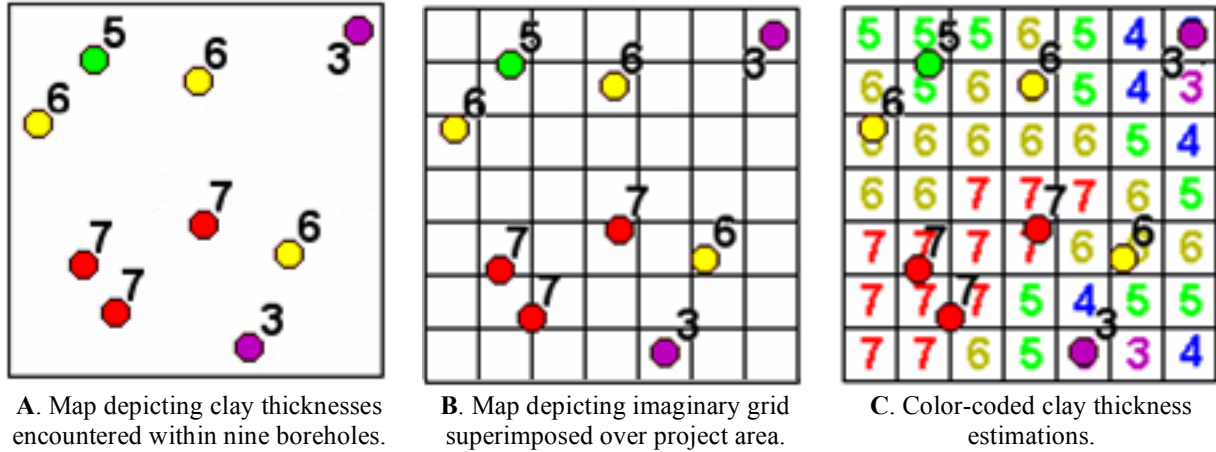 5
6
3
6
7
6
7
7
3
A. Map depicting clay thicknesses
encountered within nine boreholes.
5
6
3
6
7
6
7
7
3
B. Map depicting imaginary grid
superimposed over project area.
5 5 5 5 6 5 4
6 3
6 5 6 5 4 3
6
6 6 6 6 6 5 4
6 6 7 7 7 7 6 5
7 7 7 7 7 6 6 6 6
7 7 7 7 5 4 5 5
3
7 7 6 5 3 4
C. Color-coded clay thickness
estimations.